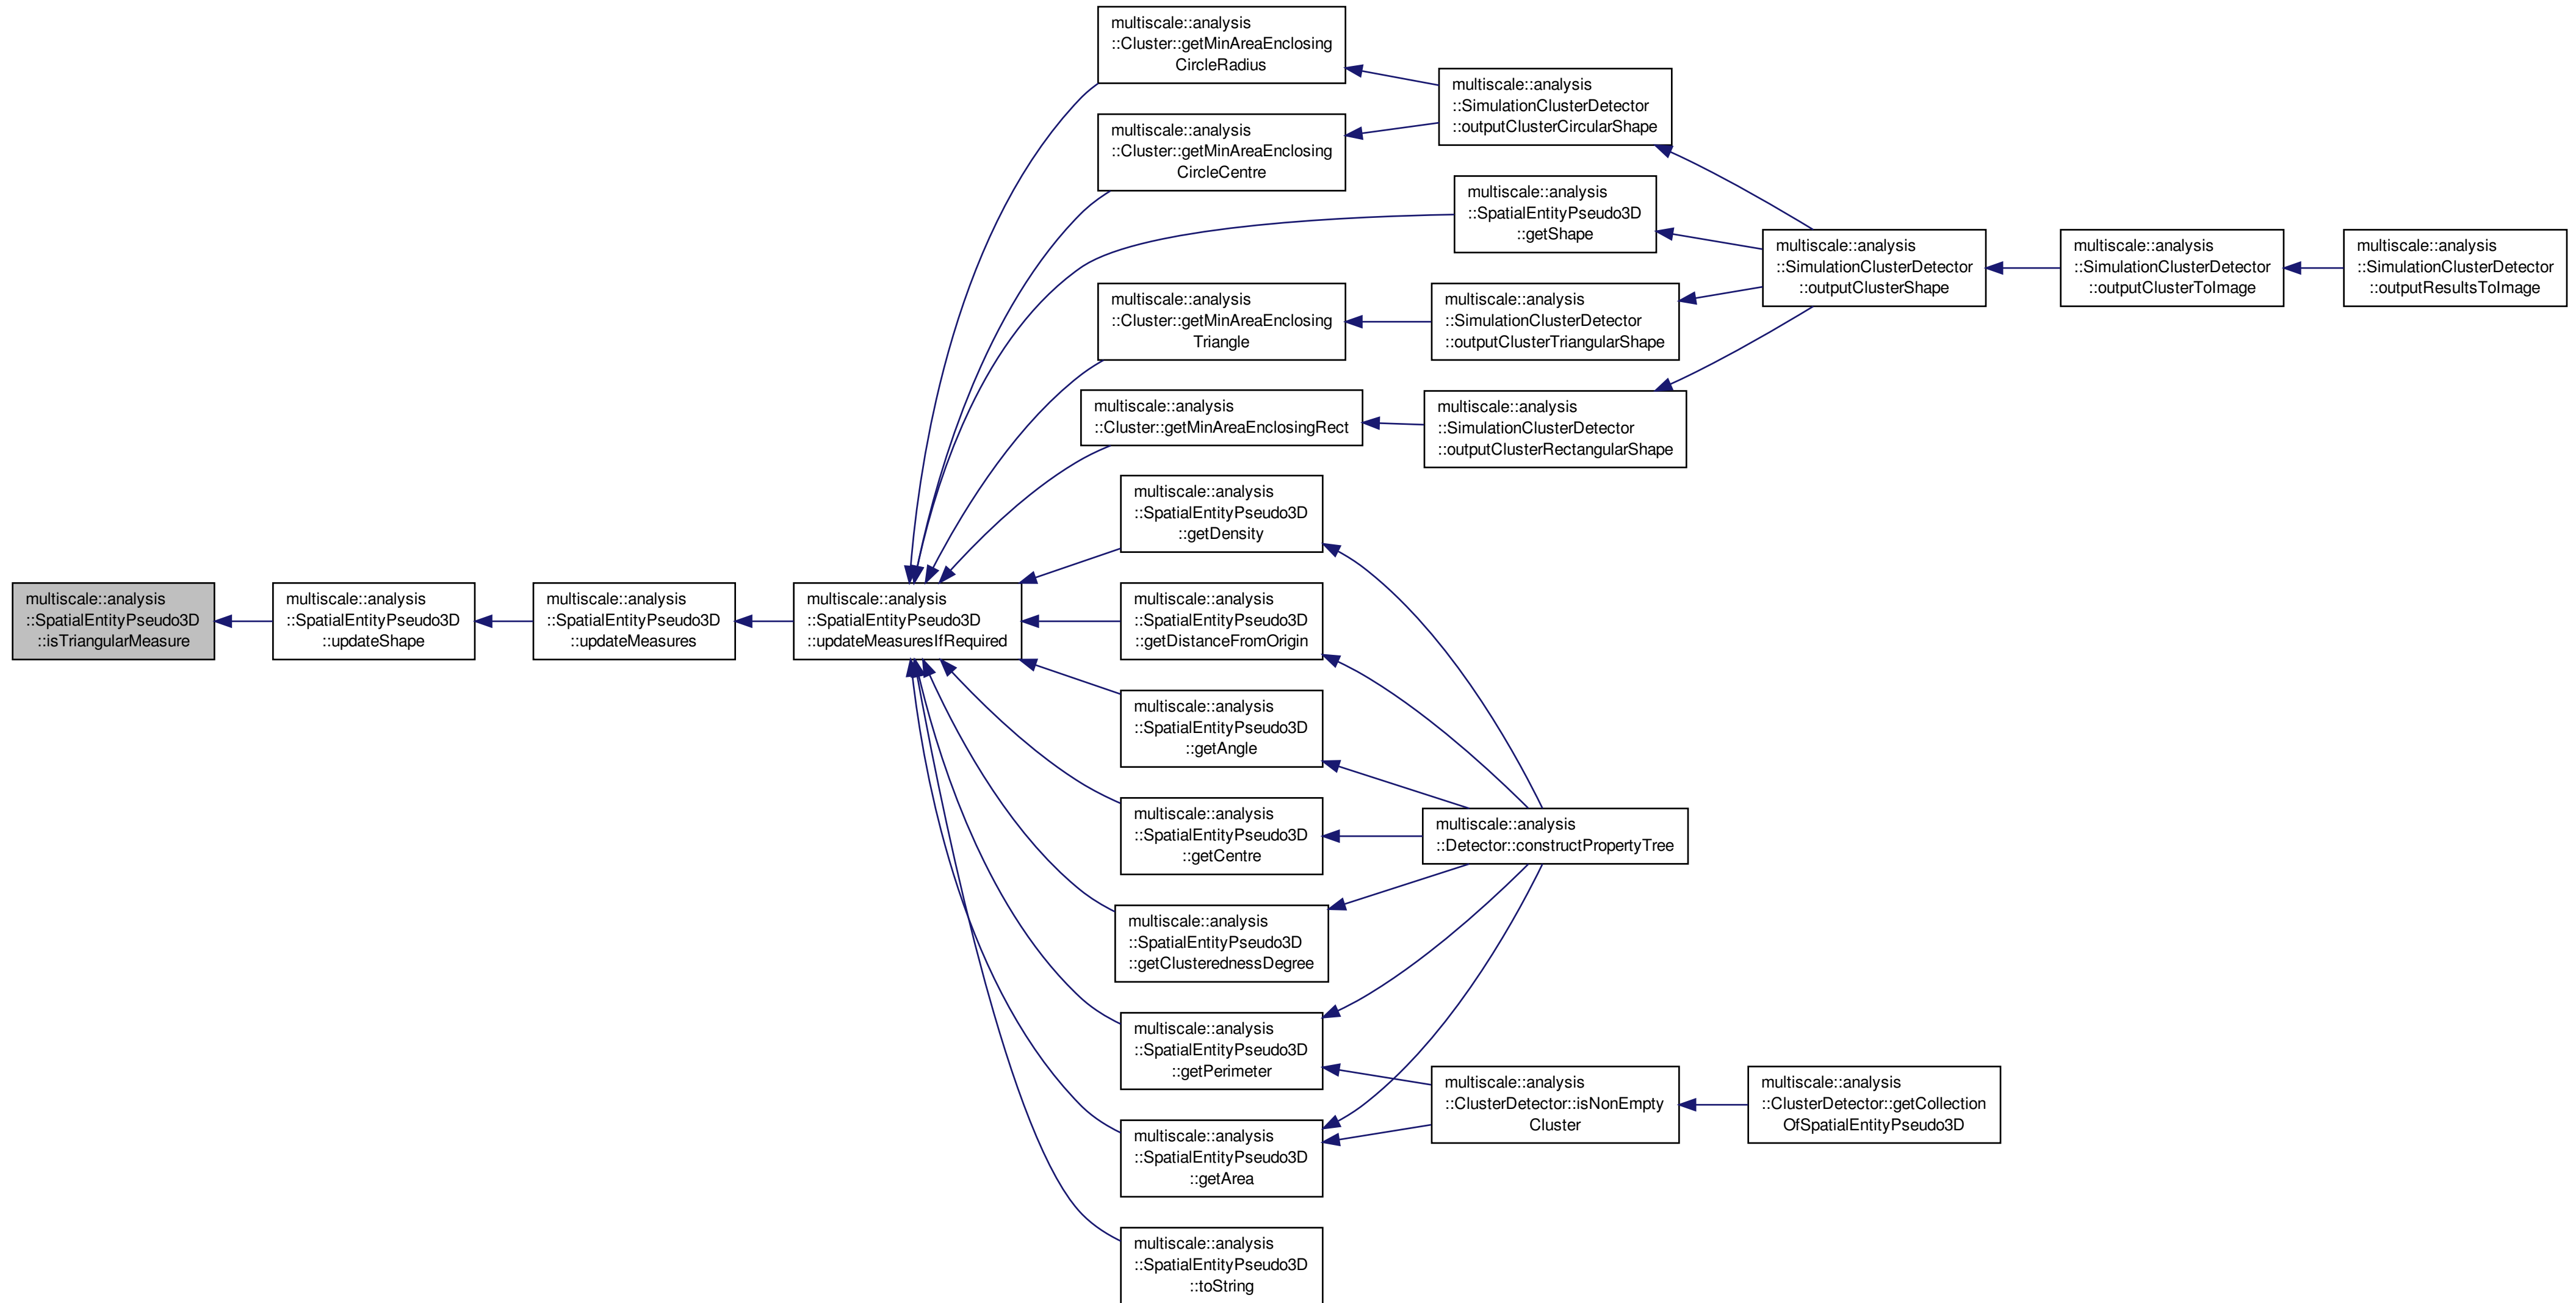 multiscale::analysis
::Cluster::getMinAreaEnclosing
CircleRadius
multiscale::analysis
::SimulationClusterDetector
::outputClusterCircularShape
multiscale::analysis
::Cluster::getMinAreaEnclosing
CircleCentre
multiscale::analysis
::SpatialEntityPseudo3D
::getShape
multiscale::analysis
::SimulationClusterDetector
::outputClusterShape
multiscale::analysis
::SimulationClusterDetector
::outputClusterToImage
multiscale::analysis
::SimulationClusterDetector
::outputResultsToImage
multiscale::analysis
::Cluster::getMinAreaEnclosing
Triangle
multiscale::analysis
::SimulationClusterDetector
::outputClusterTriangularShape
multiscale::analysis
::Cluster::getMinAreaEnclosingRect
multiscale::analysis
::SimulationClusterDetector
::outputClusterRectangularShape
multiscale::analysis
::SpatialEntityPseudo3D
::getDensity
multiscale::analysis
::SpatialEntityPseudo3D
::isTriangularMeasure
multiscale::analysis
::SpatialEntityPseudo3D
::updateShape
multiscale::analysis
::SpatialEntityPseudo3D
::updateMeasures
multiscale::analysis
::SpatialEntityPseudo3D
::updateMeasuresIfRequired
multiscale::analysis
::SpatialEntityPseudo3D
::getDistanceFromOrigin
multiscale::analysis
::SpatialEntityPseudo3D
::getAngle
multiscale::analysis
::SpatialEntityPseudo3D
::getCentre
multiscale::analysis
::Detector::constructPropertyTree
multiscale::analysis
::SpatialEntityPseudo3D
::getClusterednessDegree
multiscale::analysis
::SpatialEntityPseudo3D
::getPerimeter
multiscale::analysis
::ClusterDetector::isNonEmpty
Cluster
multiscale::analysis
::ClusterDetector::getCollection
OfSpatialEntityPseudo3D
multiscale::analysis
::SpatialEntityPseudo3D
::getArea
multiscale::analysis
::SpatialEntityPseudo3D
::toString